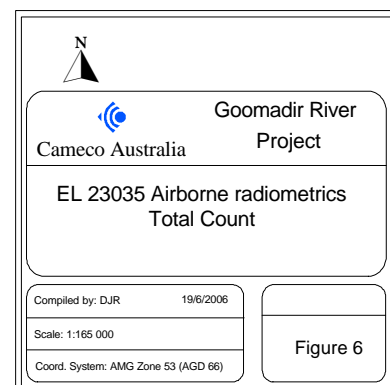 N
Cameco Australia
Goomadir River
Project
EL 23035 Airborne radiometrics
Total Count
Compiled by: DJR 19/6/2006
Scale: 1:165 000
Coord. System: AMG Zone 53 (AGD 66)
Figure 6